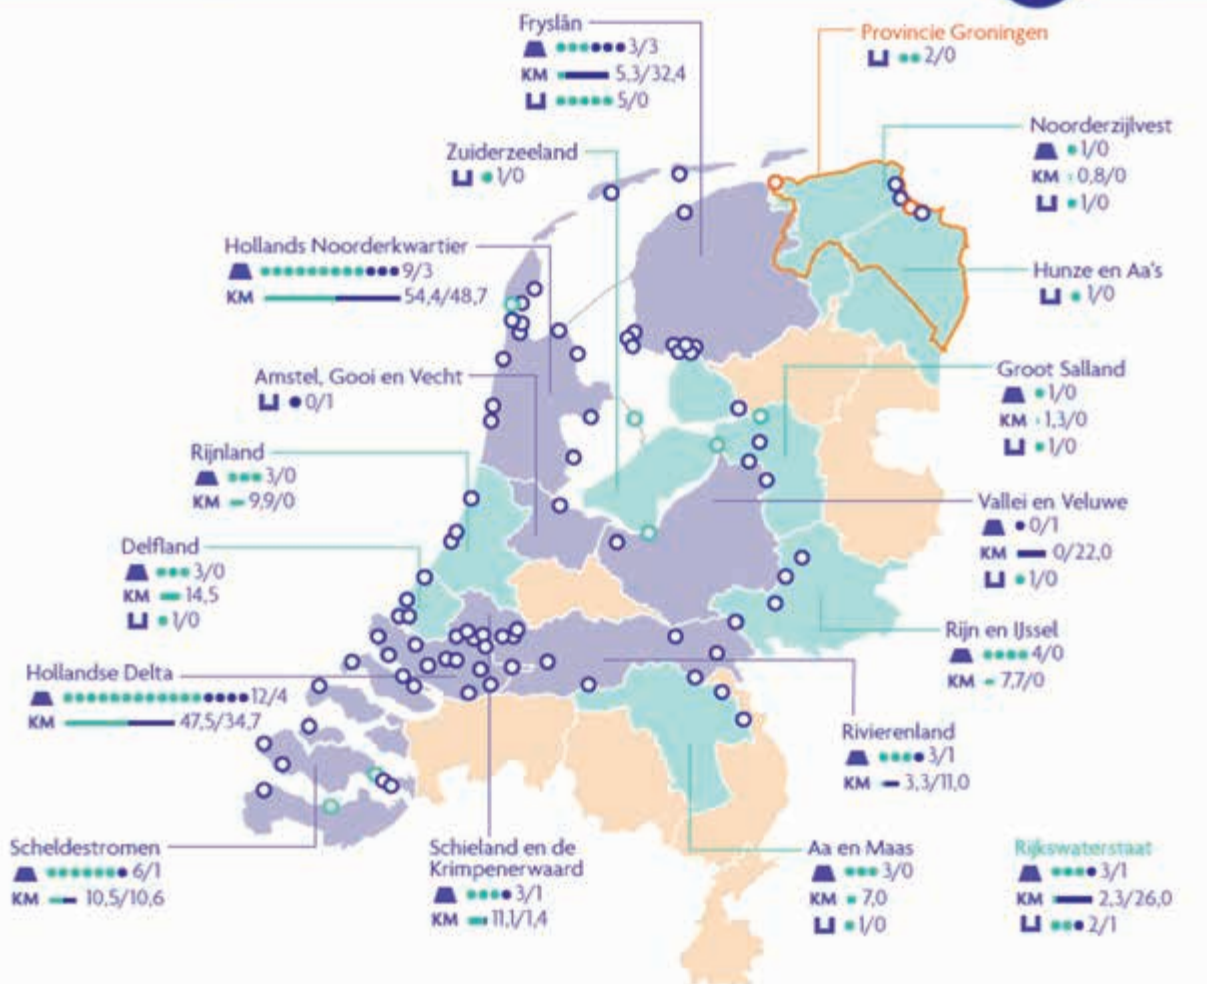 Fryslân
3/3
KM 5,3/32,4
5/0
Provincie Groningen
2/0
Noorderzijlvest
1/0
KM 0,8/0
1/0
Zuiderzeeland
1/0
Hollands Noorderkwartier
9/3
KM 54,4/48,7
Hunze en Aa's
1/0
Amstel, Gooi en Vecht
0/1
Groot Salland
1/0
KM 1,3/0
1/0
Rijnland
3/0
KM 9,9/0
Vallei en Veluwe
0/1
KM 0/22,0
1/0
Delfland
3/0
KM 14,5
1/0
Rijn en IJssel
4/0
KM 7,7/0
Hollandse Delta
12/4
KM 47,5/34,7
Rivierenland
3/1
KM 3,3/11,0
Scheldestromen
6/1
KM 10,5/10,6
Schieland en de
Krimpenerwaard
3/1
KM 11,1/1,4
Aa en Maas
3/0
KM 7,0
1/0
Rijkswaterstaat
3/1
KM 2,3/26,0
2/1